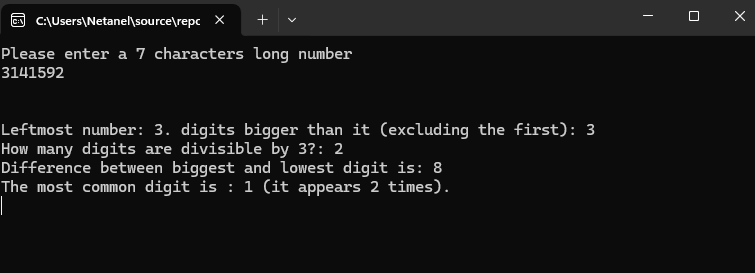 C:\Users\Netanel\source\repc
Please enter a 7 characters long number
3141592
Leftmost number: 3. digits bigger than it (excluding the first): 3
How many digits are divisible by 3?: 2
Difference between biggest and lowest digit is: 8
The most common digit is : 1 (it appears 2 times).